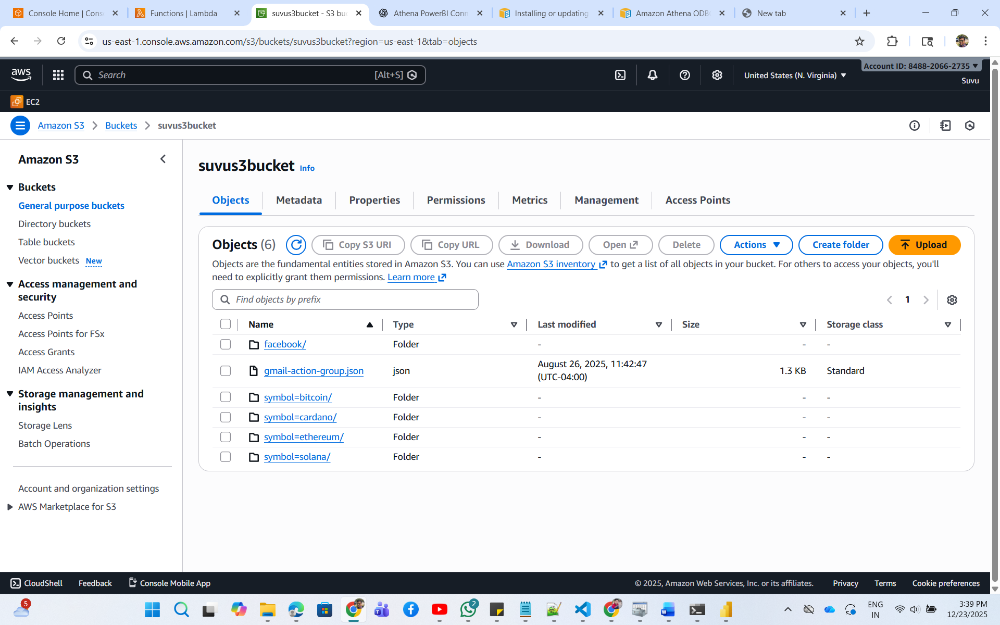 Console Home | Cons
Functions | Lambda
suvus3bucket - S3 buc
Athena PowerBI Conn
Installing or updating
Amazon Athena ODBC
New tab
us-east-1.console.aws.amazon.com/s3/buckets/suvus3bucket?region=us-east-1&tab=objects
aws
Search
[Alt+S]
United States (N. Virginia)
Account ID: 8488-2066-2735
Suvu
EC2
Amazon S3
Buckets
suvus3bucket
Amazon S3
Buckets
General purpose buckets
Directory buckets
Table buckets
Vector buckets New
Access management and
security
Access Points
Access Points for FSx
Access Grants
IAM Access Analyzer
Storage management and
insights
Storage Lens
Batch Operations
Account and organization settings
AWS Marketplace for S3
suvus3bucket Info
Objects
Metadata
Properties
Permissions
Metrics
Management
Access Points
Objects (6)
Copy S3 URI
Copy URL
Download
Open
Delete
Actions
Create folder
Upload
Objects are the fundamental entities stored in Amazon S3. You can use Amazon S3 inventory to get a list of all objects in your bucket. For others to access your objects, you'll
need to explicitly grant them permissions. Learn more
Find objects by prefix
1
Name Type Last modified Size Storage class
facebook/ Folder - - -
gmail-action-group.json json August 26, 2025, 11:42:47 (UTC-04:00) 1.3 KB Standard
symbol=bitcoin/ Folder - - -
symbol=cardano/ Folder - - -
symbol=ethereum/ Folder - - -
symbol=solana/ Folder - - -
CloudShell
Feedback
Console Mobile App
© 2025, Amazon Web Services, Inc. or its affiliates.
Privacy
Terms
Cookie preferences
5
2
ENG
IN
3:39 PM
12/23/2025